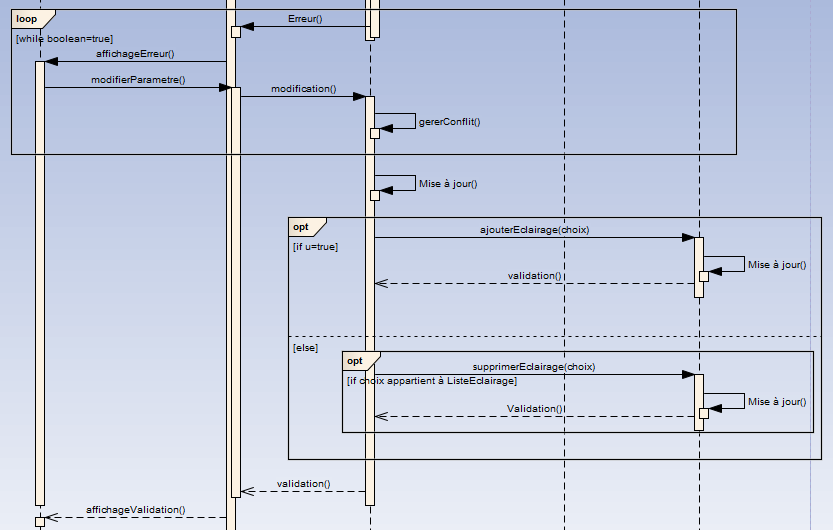 loop
Erreur()
[while boolean=true]
affichageErreur()
modifierParametre()
modification()
gererConflit()
Mise à jour()
opt
ajouterEclairage(choix)
[if u=true]
Mise à jour()
validation()
[else]
opt
supprimerEclairage(choix)
[if choix appartient à ListeEclairage]
Mise à jour()
Validation()
validation()
affichageValidation()